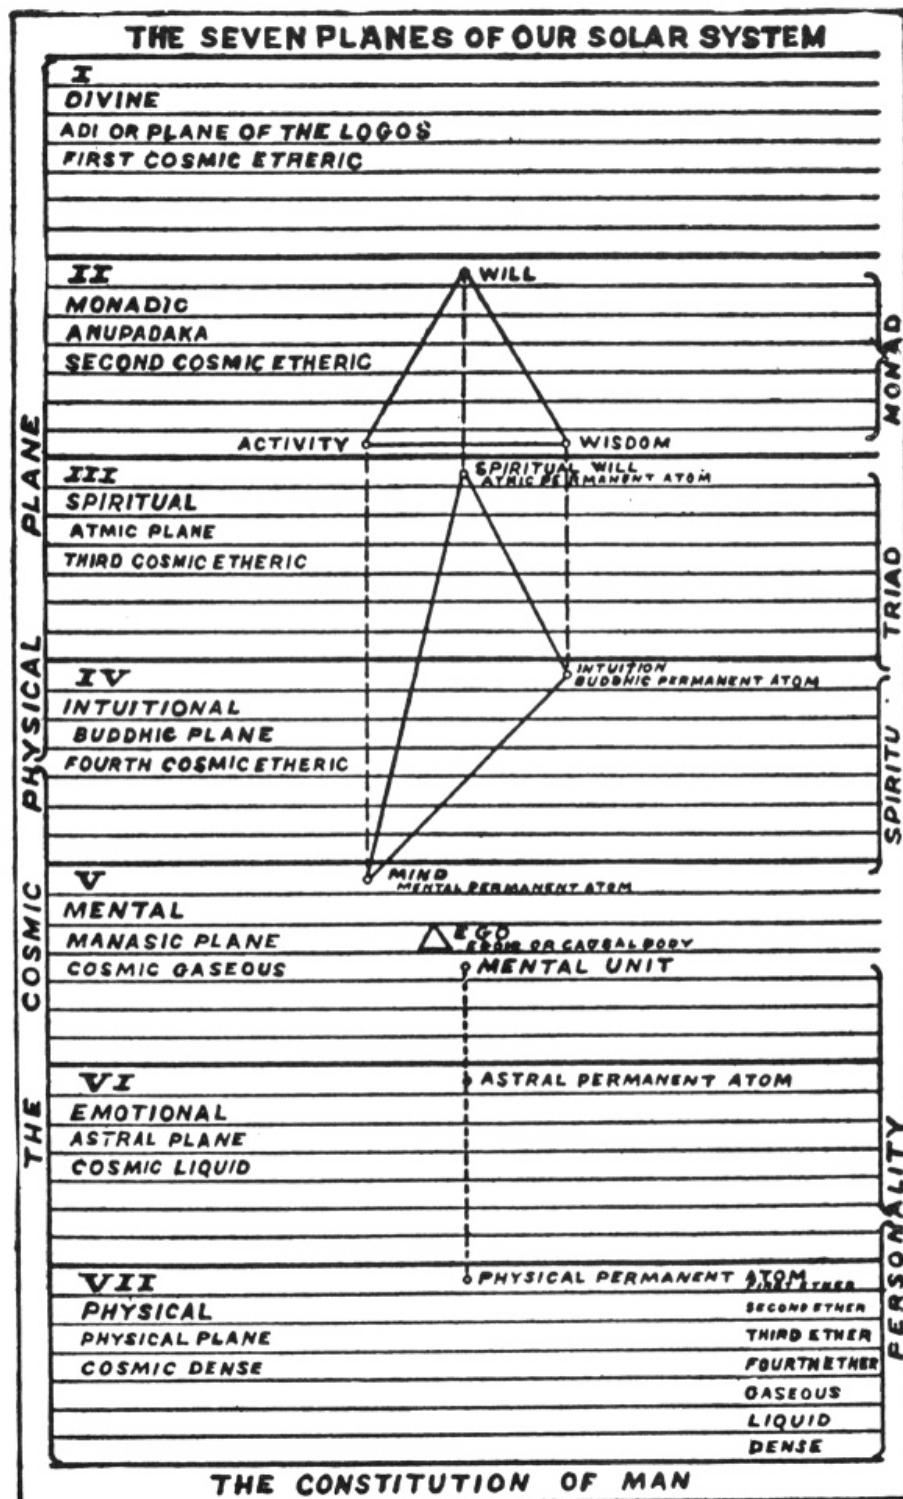 THE SEVEN PLANES OF OUR SOLAR SYSTEM
I
DIVINE
ADI OR PLANE OF THE LOGOS
FIRST COSMIC ETHERIC
II
WILL
MONADIC
ANUPADAKA
SECOND COSMIC ETHERIC
ACTIVITY
WISDOM
MONAD
III
SPIRITUAL WILL
ATMIC PERMANENT ATOM
SPIRITUAL
ATMIC PLANE
THIRD COSMIC ETHERIC
IV
INTUITION
BUDDHIC PERMANENT ATOM
INTUITIONAL
BUDDHIC PLANE
FOURTH COSMIC ETHERIC
SPIRITU TRIAD
V
MIND
MENTAL PERMANENT ATOM
MENTAL
MANASIC PLANE
EGO
OR CAUSAL BODY
COSMIC GASEOUS
MENTAL UNIT
VI
ASTRAL PERMANENT ATOM
EMOTIONAL
ASTRAL PLANE
COSMIC LIQUID
PERSONALITY
VII
PHYSICAL PERMANENT ATOM
FIRST ETHER
PHYSICAL
SECOND ETHER
PHYSICAL PLANE
THIRD ETHER
COSMIC DENSE
FOURTH ETHER
GASEOUS
LIQUID
DENSE
THE COSMIC PHYSICAL PLANE
THE CONSTITUTION OF MAN